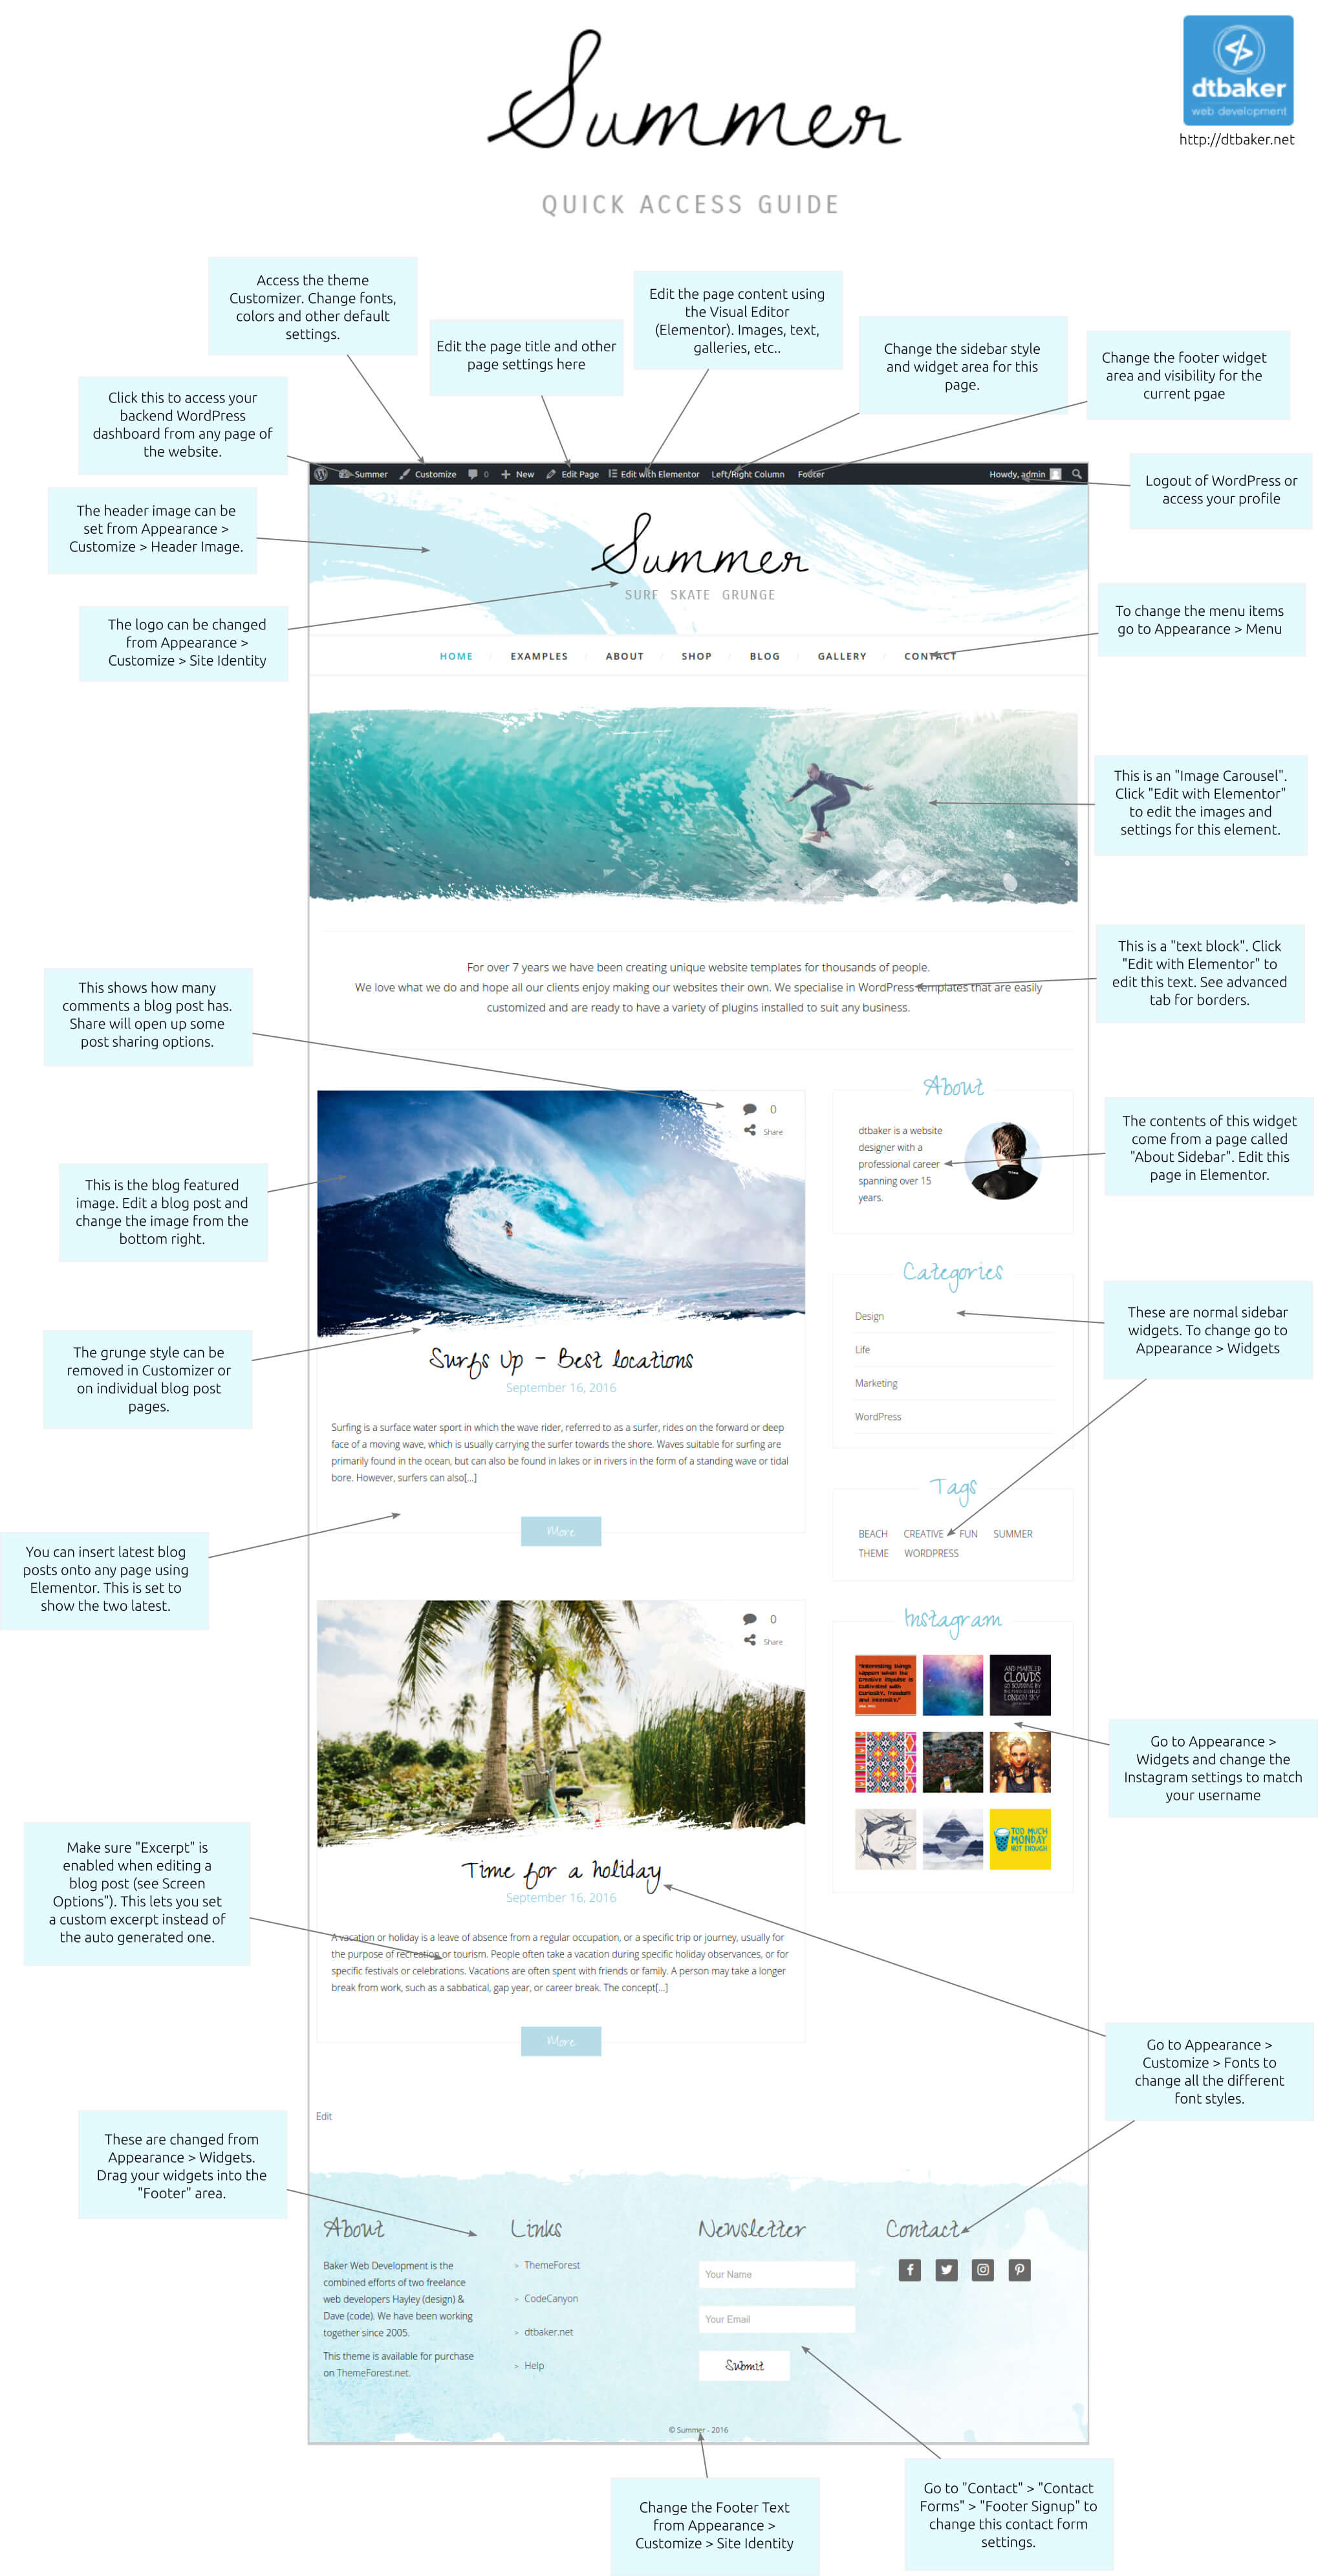 Summer
dtbaker
web development
http://dtbaker.net
QUICK ACCESS GUIDE
Access the theme
Customizer. Change fonts,
colors and other default
settings.
Edit the page title and other
page settings here
Edit the page content using
the Visual Editor
(Elementor). Images, text,
galleries, etc..
Change the sidebar style
and widget area for this
page.
Change the footer widget
area and visibility for the
current pgae
Click this to access your
backend WordPress
dashboard from any page of
the website.
Summer Customize 0 New Edit Page Edit with Elementor Left/Right Column Footer Howdy, admin
Logout of WordPress or
access your profile
The header image can be
set from Appearance >
Customize > Header Image.
Summer
SURF SKATE GRUNGE
The logo can be changed
from Appearance >
Customize > Site Identity
To change the menu items
go to Appearance > Menu
HOME / EXAMPLES / ABOUT / SHOP / BLOG / GALLERY / CONTACT
This is an "Image Carousel".
Click "Edit with Elementor"
to edit the images and
settings for this element.
For over 7 years we have been creating unique website templates for thousands of people.
We love what we do and hope all our clients enjoy making our websites their own. We specialise in WordPress templates that are easily
customized and are ready to have a variety of plugins installed to suit any business.
This is a "text block". Click
"Edit with Elementor" to
edit this text. See advanced
tab for borders.
This shows how many
comments a blog post has.
Share will open up some
post sharing options.
0
Share
About
dtbaker is a website
designer with a
professional career
spanning over 15
years.
The contents of this widget
come from a page called
"About Sidebar". Edit this
page in Elementor.
This is the blog featured
image. Edit a blog post and
change the image from the
bottom right.
Categories
Design
Life
Marketing
WordPress
These are normal sidebar
widgets. To change go to
Appearance > Widgets
The grunge style can be
removed in Customizer or
on individual blog post
pages.
Surfs Up - Best locations
September 16, 2016
Surfing is a surface water sport in which the wave rider, referred to as a surfer, rides on the forward or deep
face of a moving wave, which is usually carrying the surfer towards the shore. Waves suitable for surfing are
primarily found in the ocean, but can also be found in lakes or in rivers in the form of a standing wave or tidal
bore. However, surfers can also[...]
More
Tags
BEACH CREATIVE FUN SUMMER
THEME WORDPRESS
You can insert latest blog
posts onto any page using
Elementor. This is set to
show the two latest.
0
Share
Instagram
"Interesting things
happen when the
creative impulse is
cultivated with
curiosity, freedom
and intensity."
AND MARBLED
CLOUDS
GO SCUDDING BY
LONDON SKY
TOO MUCH
MONDAY
NOT ENOUGH
Go to Appearance >
Widgets and change the
Instagram settings to match
your username
Make sure "Excerpt" is
enabled when editing a
blog post (see Screen
Options"). This lets you set
a custom excerpt instead of
the auto generated one.
Time for a holiday
September 16, 2016
A vacation or holiday is a leave of absence from a regular occupation, or a specific trip or journey, usually for
the purpose of recreation or tourism. People often take a vacation during specific holiday observances, or for
specific festivals or celebrations. Vacations are often spent with friends or family. A person may take a longer
break from work, such as a sabbatical, gap year, or career break. The concept[...]
More
Go to Appearance >
Customize > Fonts to
change all the different
font styles.
Edit
These are changed from
Appearance > Widgets.
Drag your widgets into the
"Footer" area.
About
Baker Web Development is the
combined efforts of two freelance
web developers Hayley (design) &
Dave (code). We have been working
together since 2005.
This theme is available for purchase
on ThemeForest.net.
Links
> ThemeForest
> CodeCanyon
> dtbaker.net
> Help
Newsletter
Your Name
Your Email
Submit
Contact
© Summer - 2016
Change the Footer Text
from Appearance >
Customize > Site Identity
Go to "Contact" > "Contact
Forms" > "Footer Signup" to
change this contact form
settings.